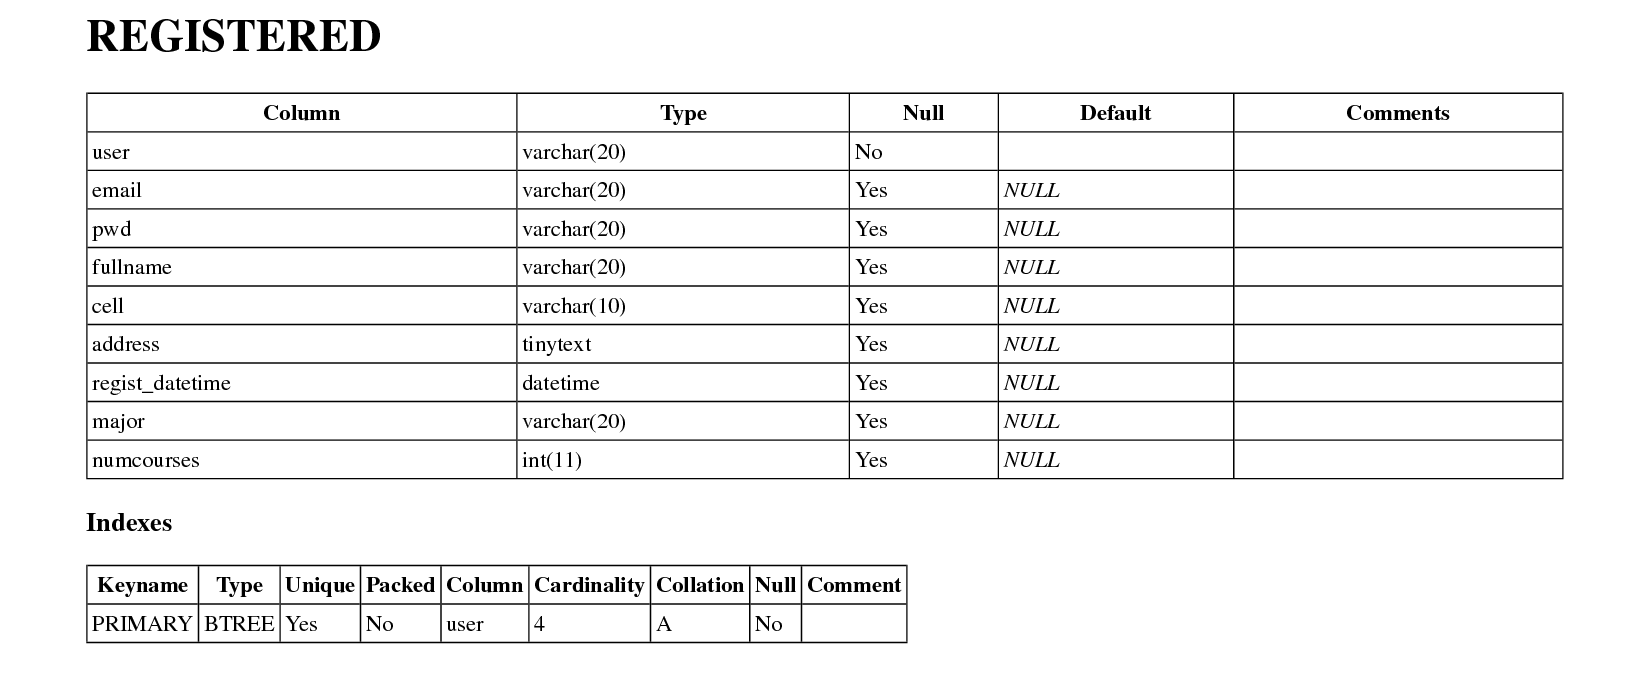 REGISTERED
Column Type Null Default Comments
user varchar(20) No
email varchar(20) Yes NULL
pwd varchar(20) Yes NULL
fullname varchar(20) Yes NULL
cell varchar(10) Yes NULL
address tinytext Yes NULL
regist_datetime datetime Yes NULL
major varchar(20) Yes NULL
numcourses int(11) Yes NULL
Indexes
Keyname Type Unique Packed Column Cardinality Collation Null Comment
PRIMARY BTREE Yes No user 4 A No